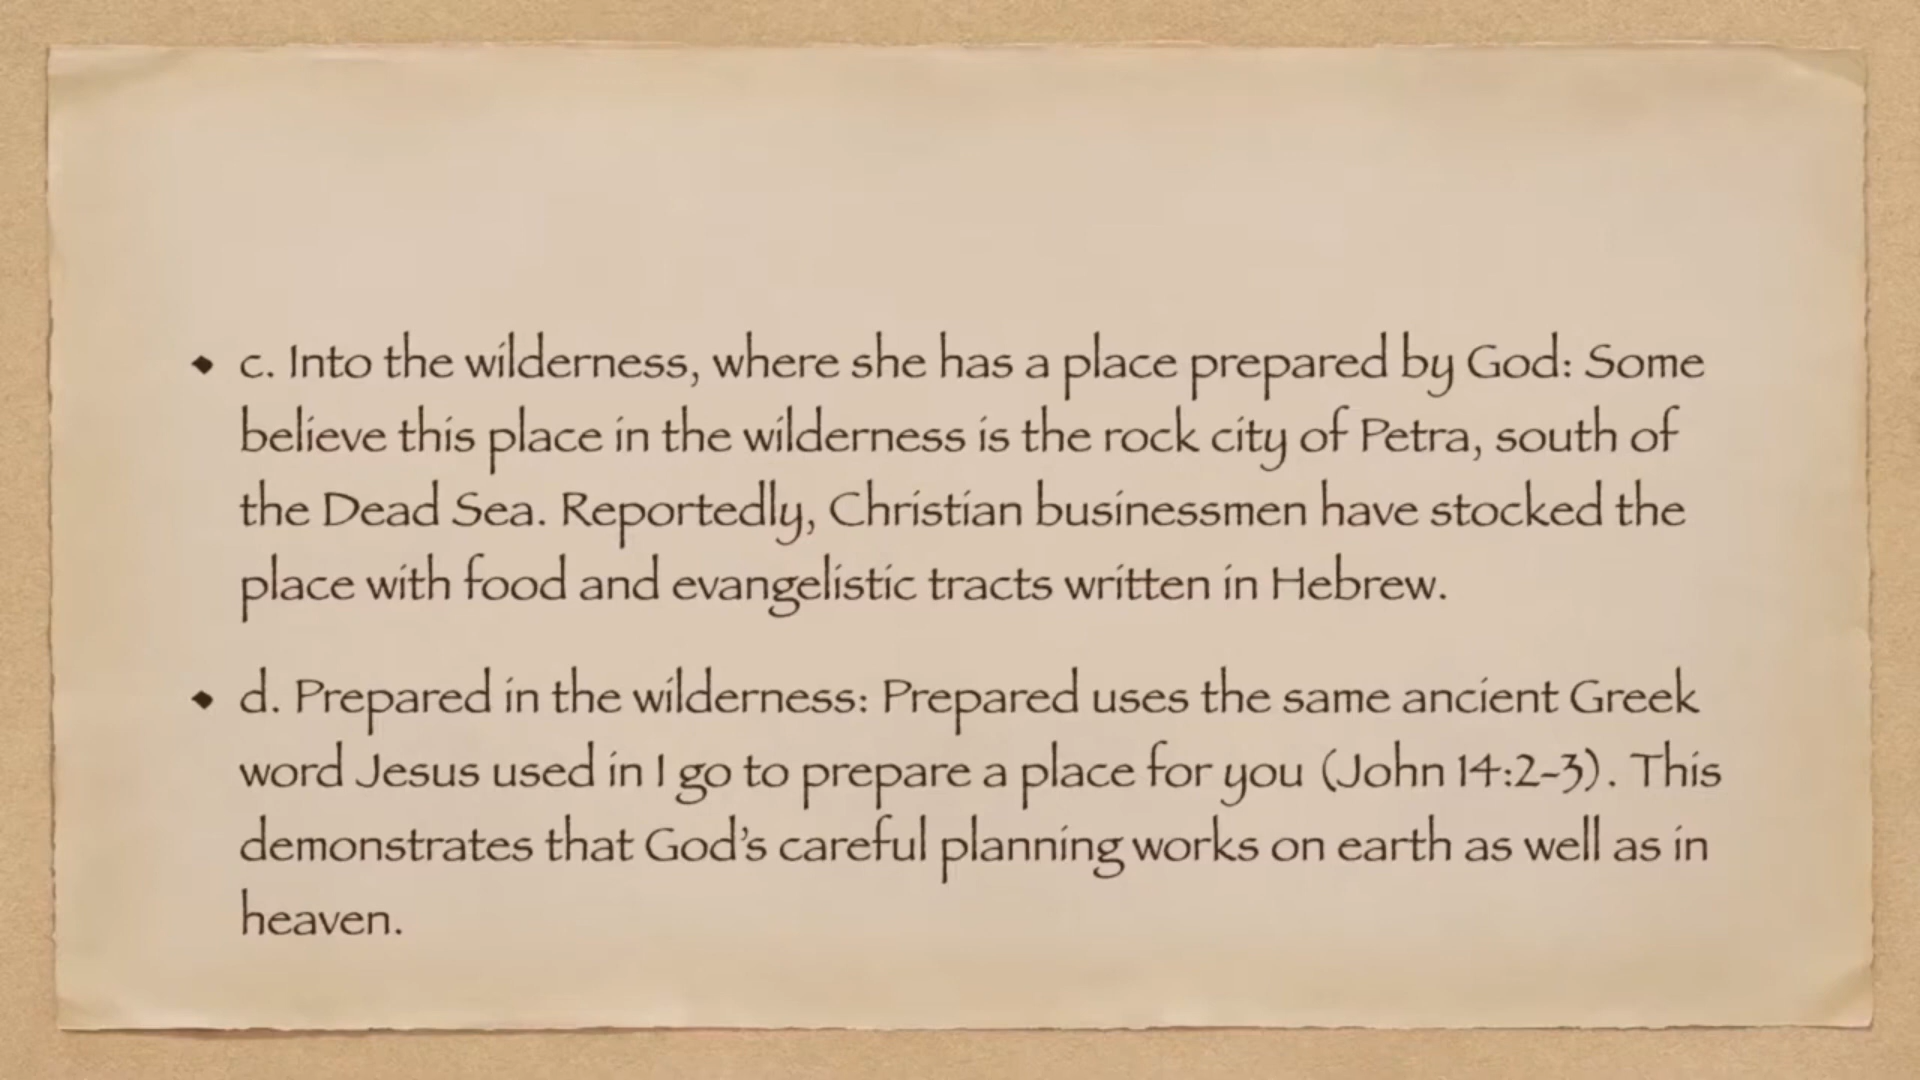 • c. Into the wilderness, where she has a place prepared by God: Some
believe this place in the wilderness is the rock city of Petra, south of
the Dead Sea. Reportedly, Christian businessmen have stocked the
place with food and evangelistic tracts written in Hebrew.
• d. Prepared in the wilderness: Prepared uses the same ancient Greek
word Jesus used in I go to prepare a place for you (John 14:2-3). This
demonstrates that God's careful planning works on earth as well as in
heaven.